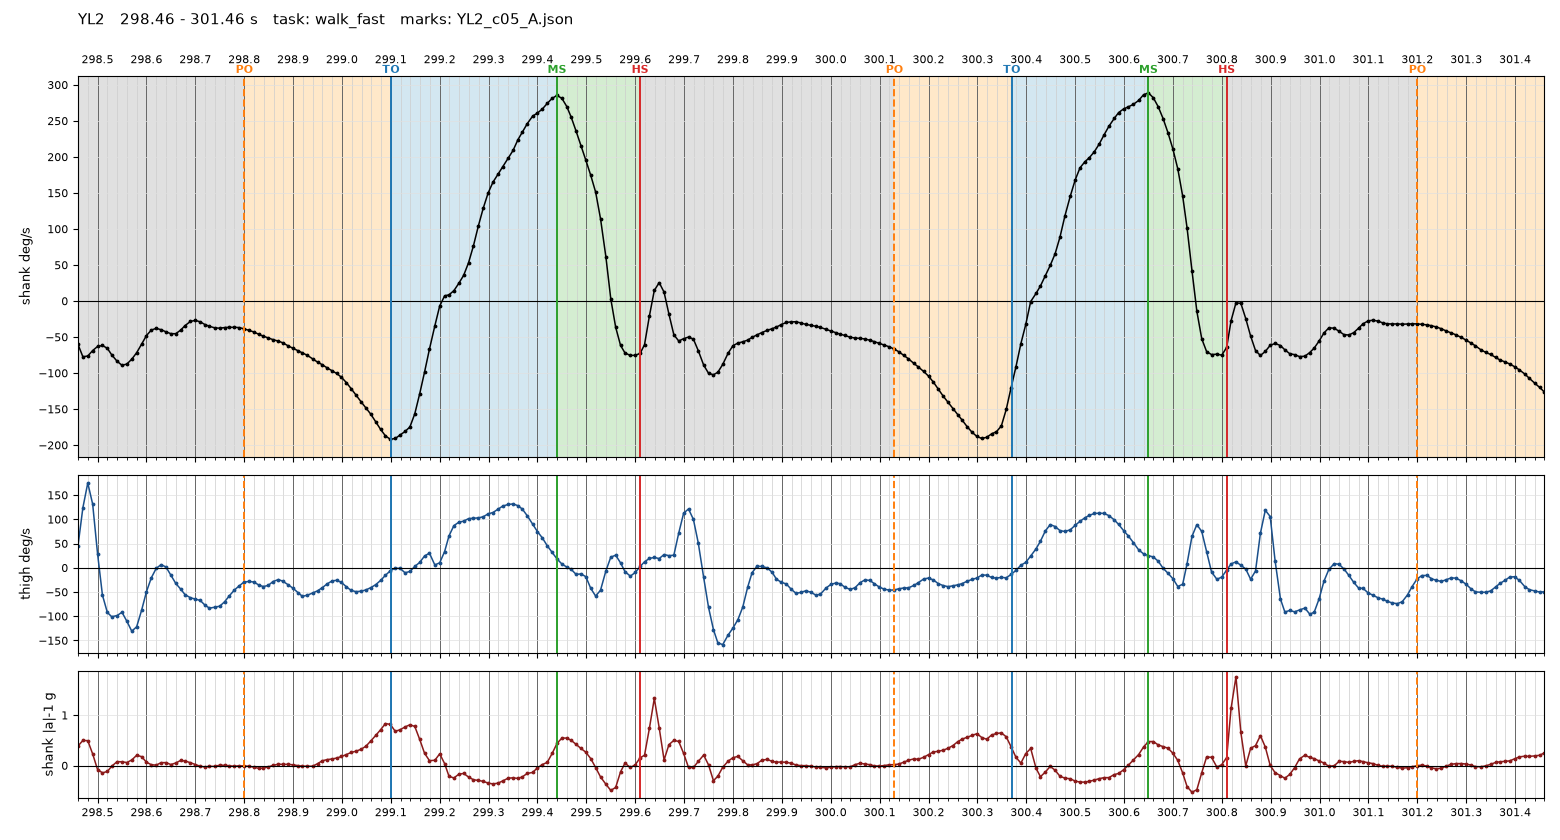 YL2   298.46 - 301.46 s   task: walk_fast   marks: YL2_c05_A.json
298.5 298.6 298.7 298.8 298.9 299.0 299.1 299.2 299.3 299.4 299.5 299.6 299.7 299.8 299.9 300.0 300.1 300.2 300.3 300.4 300.5 300.6 300.7 300.8 300.9 301.0 301.1 301.2 301.3 301.4
PO TO MS HS PO TO MS HS PO
300
250
200
150
100
50
0
−50
−100
−150
−200
shank deg/s
150
100
50
0
−50
−100
−150
thigh deg/s
1
0
shank |a|-1 g
298.5 298.6 298.7 298.8 298.9 299.0 299.1 299.2 299.3 299.4 299.5 299.6 299.7 299.8 299.9 300.0 300.1 300.2 300.3 300.4 300.5 300.6 300.7 300.8 300.9 301.0 301.1 301.2 301.3 301.4